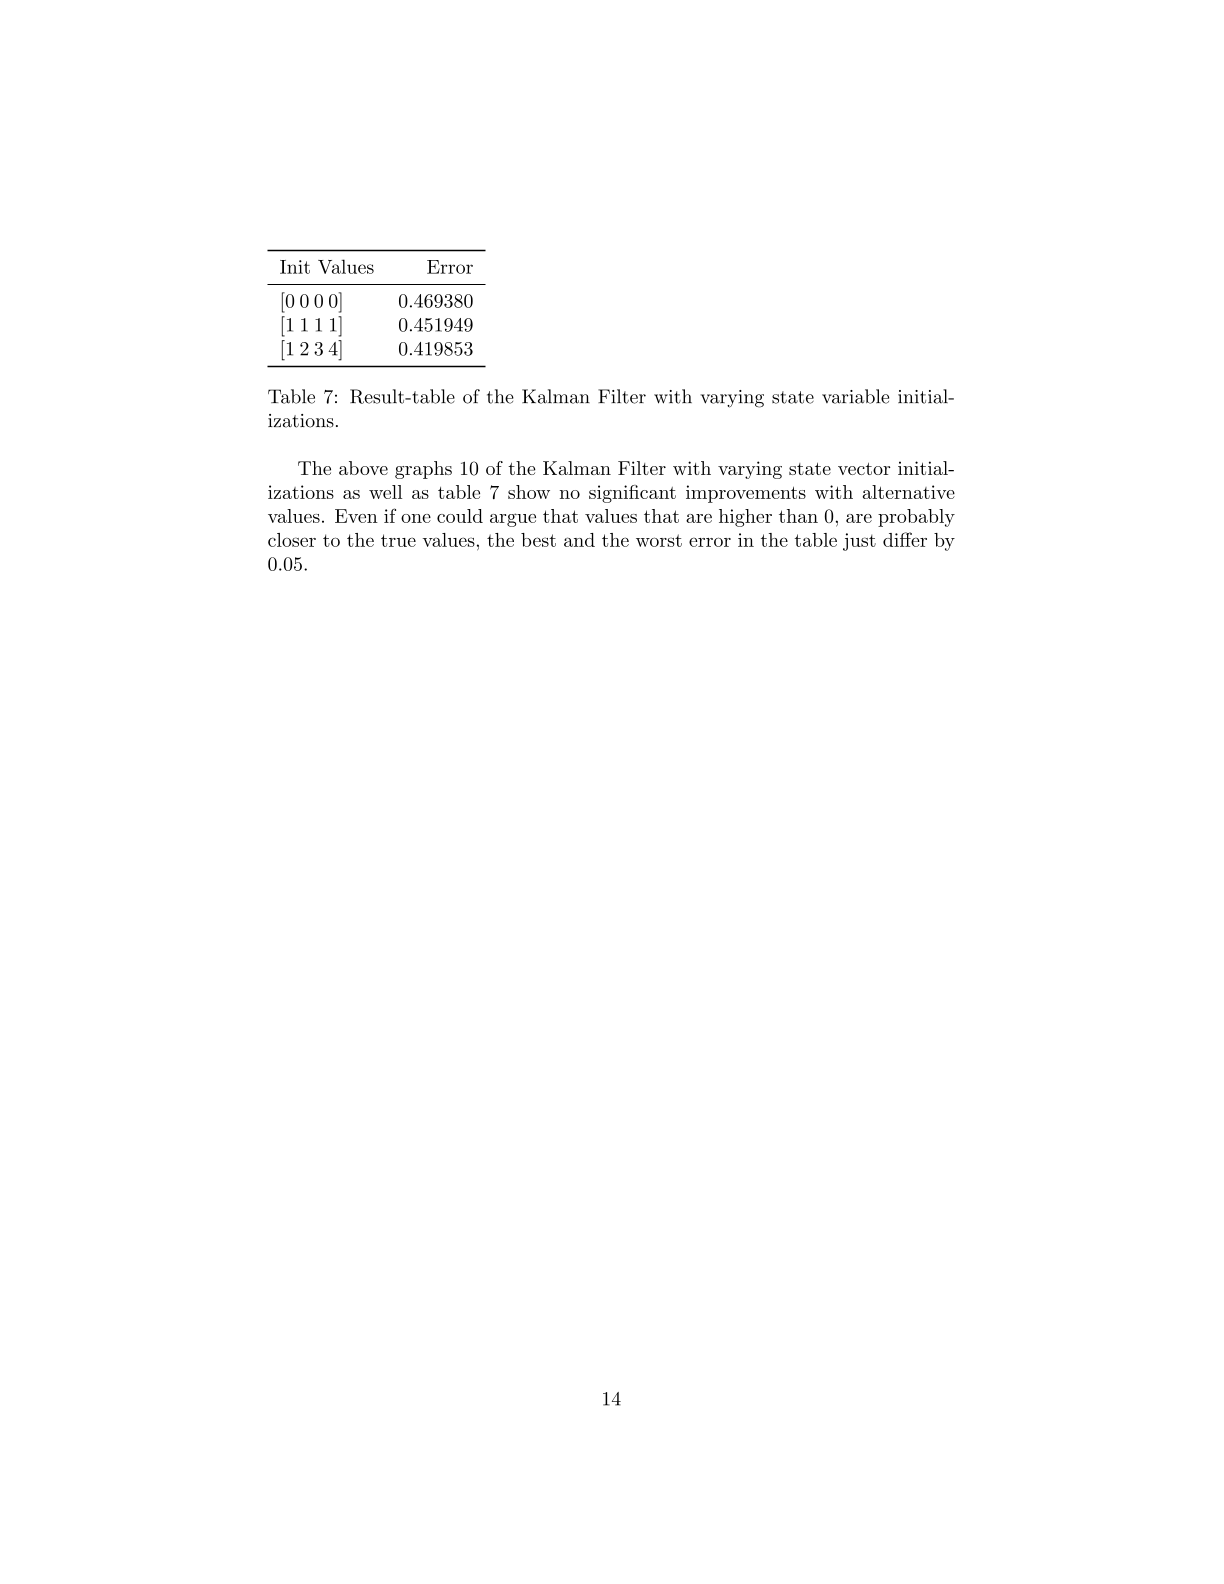 Init Values Error
[0 0 0 0] 0.469380
[1 1 1 1] 0.451949
[1 2 3 4] 0.419853
Table 7: Result-table of the Kalman Filter with varying state variable initial-
izations.
The above graphs 10 of the Kalman Filter with varying state vector initial-
izations as well as table 7 show no significant improvements with alternative
values. Even if one could argue that values that are higher than 0, are probably
closer to the true values, the best and the worst error in the table just differ by
0.05.
14